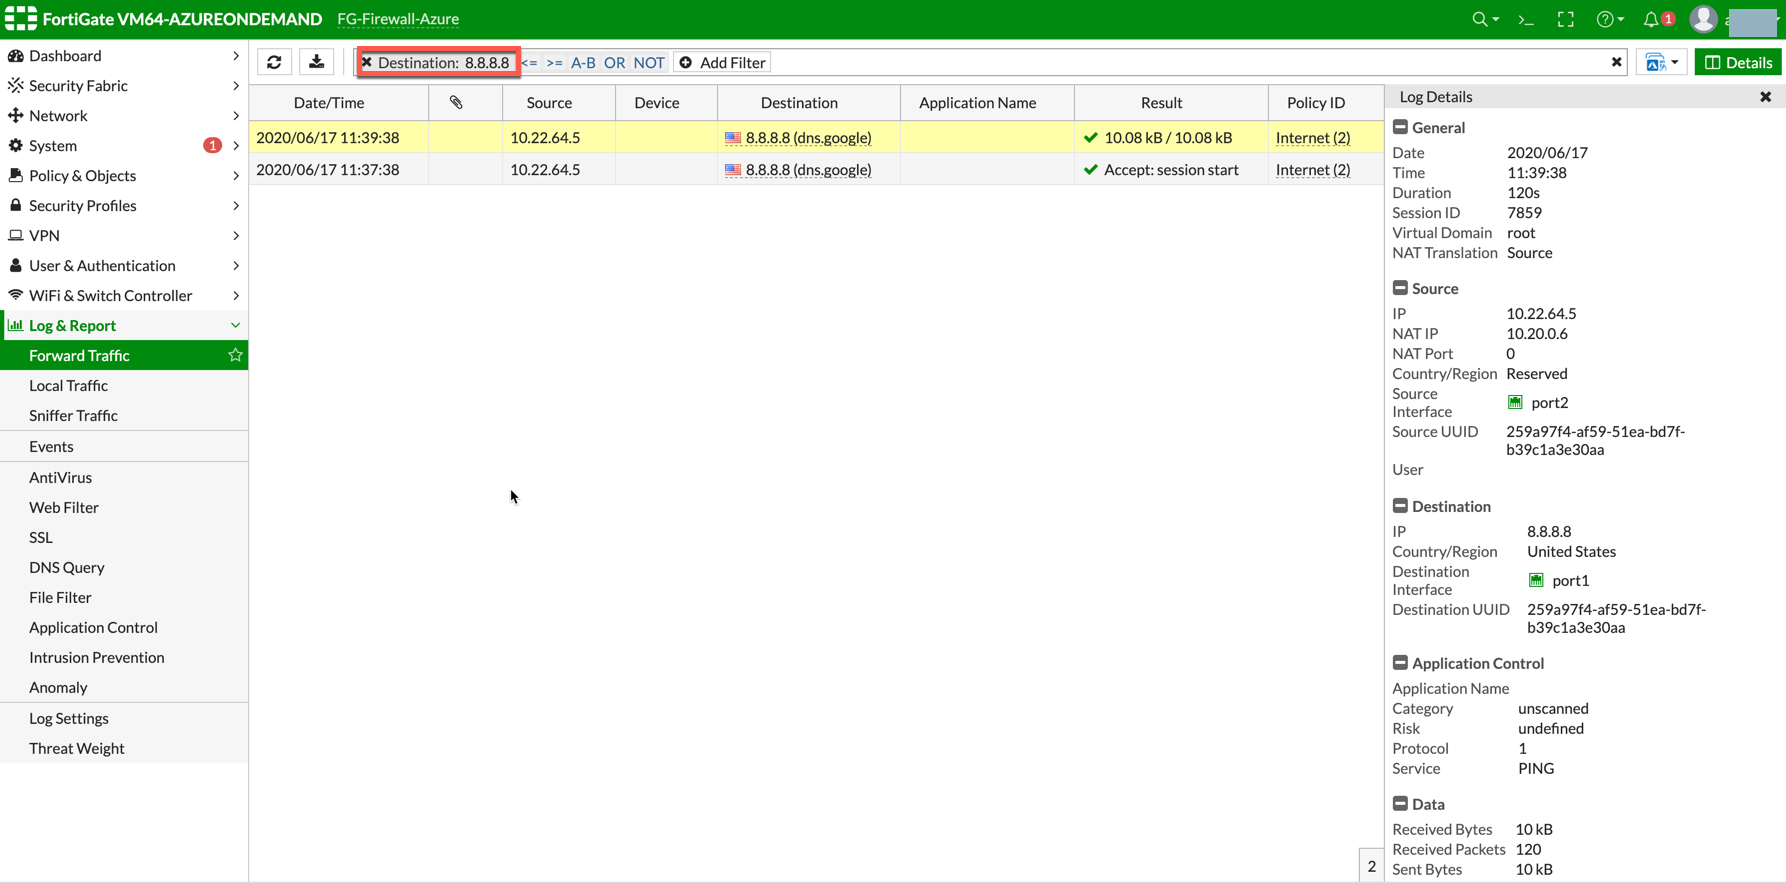 FortiGate VM64-AZUREONDEMAND FG-Firewall-Azure
>_ 1
Dashboard
Security Fabric
Network
System 1
Policy & Objects
Security Profiles
VPN
User & Authentication
WiFi & Switch Controller
Log & Report
Forward Traffic
Local Traffic
Sniffer Traffic
Events
AntiVirus
Web Filter
SSL
DNS Query
File Filter
Application Control
Intrusion Prevention
Anomaly
Log Settings
Threat Weight
Destination: 8.8.8.8 <= >= A-B OR NOT Add Filter
Details
Date/Time Source Device Destination Application Name Result Policy ID
2020/06/17 11:39:38 10.22.64.5 8.8.8.8 (dns.google) 10.08 kB / 10.08 kB Internet (2)
2020/06/17 11:37:38 10.22.64.5 8.8.8.8 (dns.google) Accept: session start Internet (2)
2
Log Details
General
Date 2020/06/17
Time 11:39:38
Duration 120s
Session ID 7859
Virtual Domain root
NAT Translation Source
Source
IP 10.22.64.5
NAT IP 10.20.0.6
NAT Port 0
Country/Region Reserved
Source
Interface port2
Source UUID 259a97f4-af59-51ea-bd7f-
b39c1a3e30aa
User
Destination
IP 8.8.8.8
Country/Region United States
Destination
Interface port1
Destination UUID 259a97f4-af59-51ea-bd7f-
b39c1a3e30aa
Application Control
Application Name
Category unscanned
Risk undefined
Protocol 1
Service PING
Data
Received Bytes 10 kB
Received Packets 120
Sent Bytes 10 kB